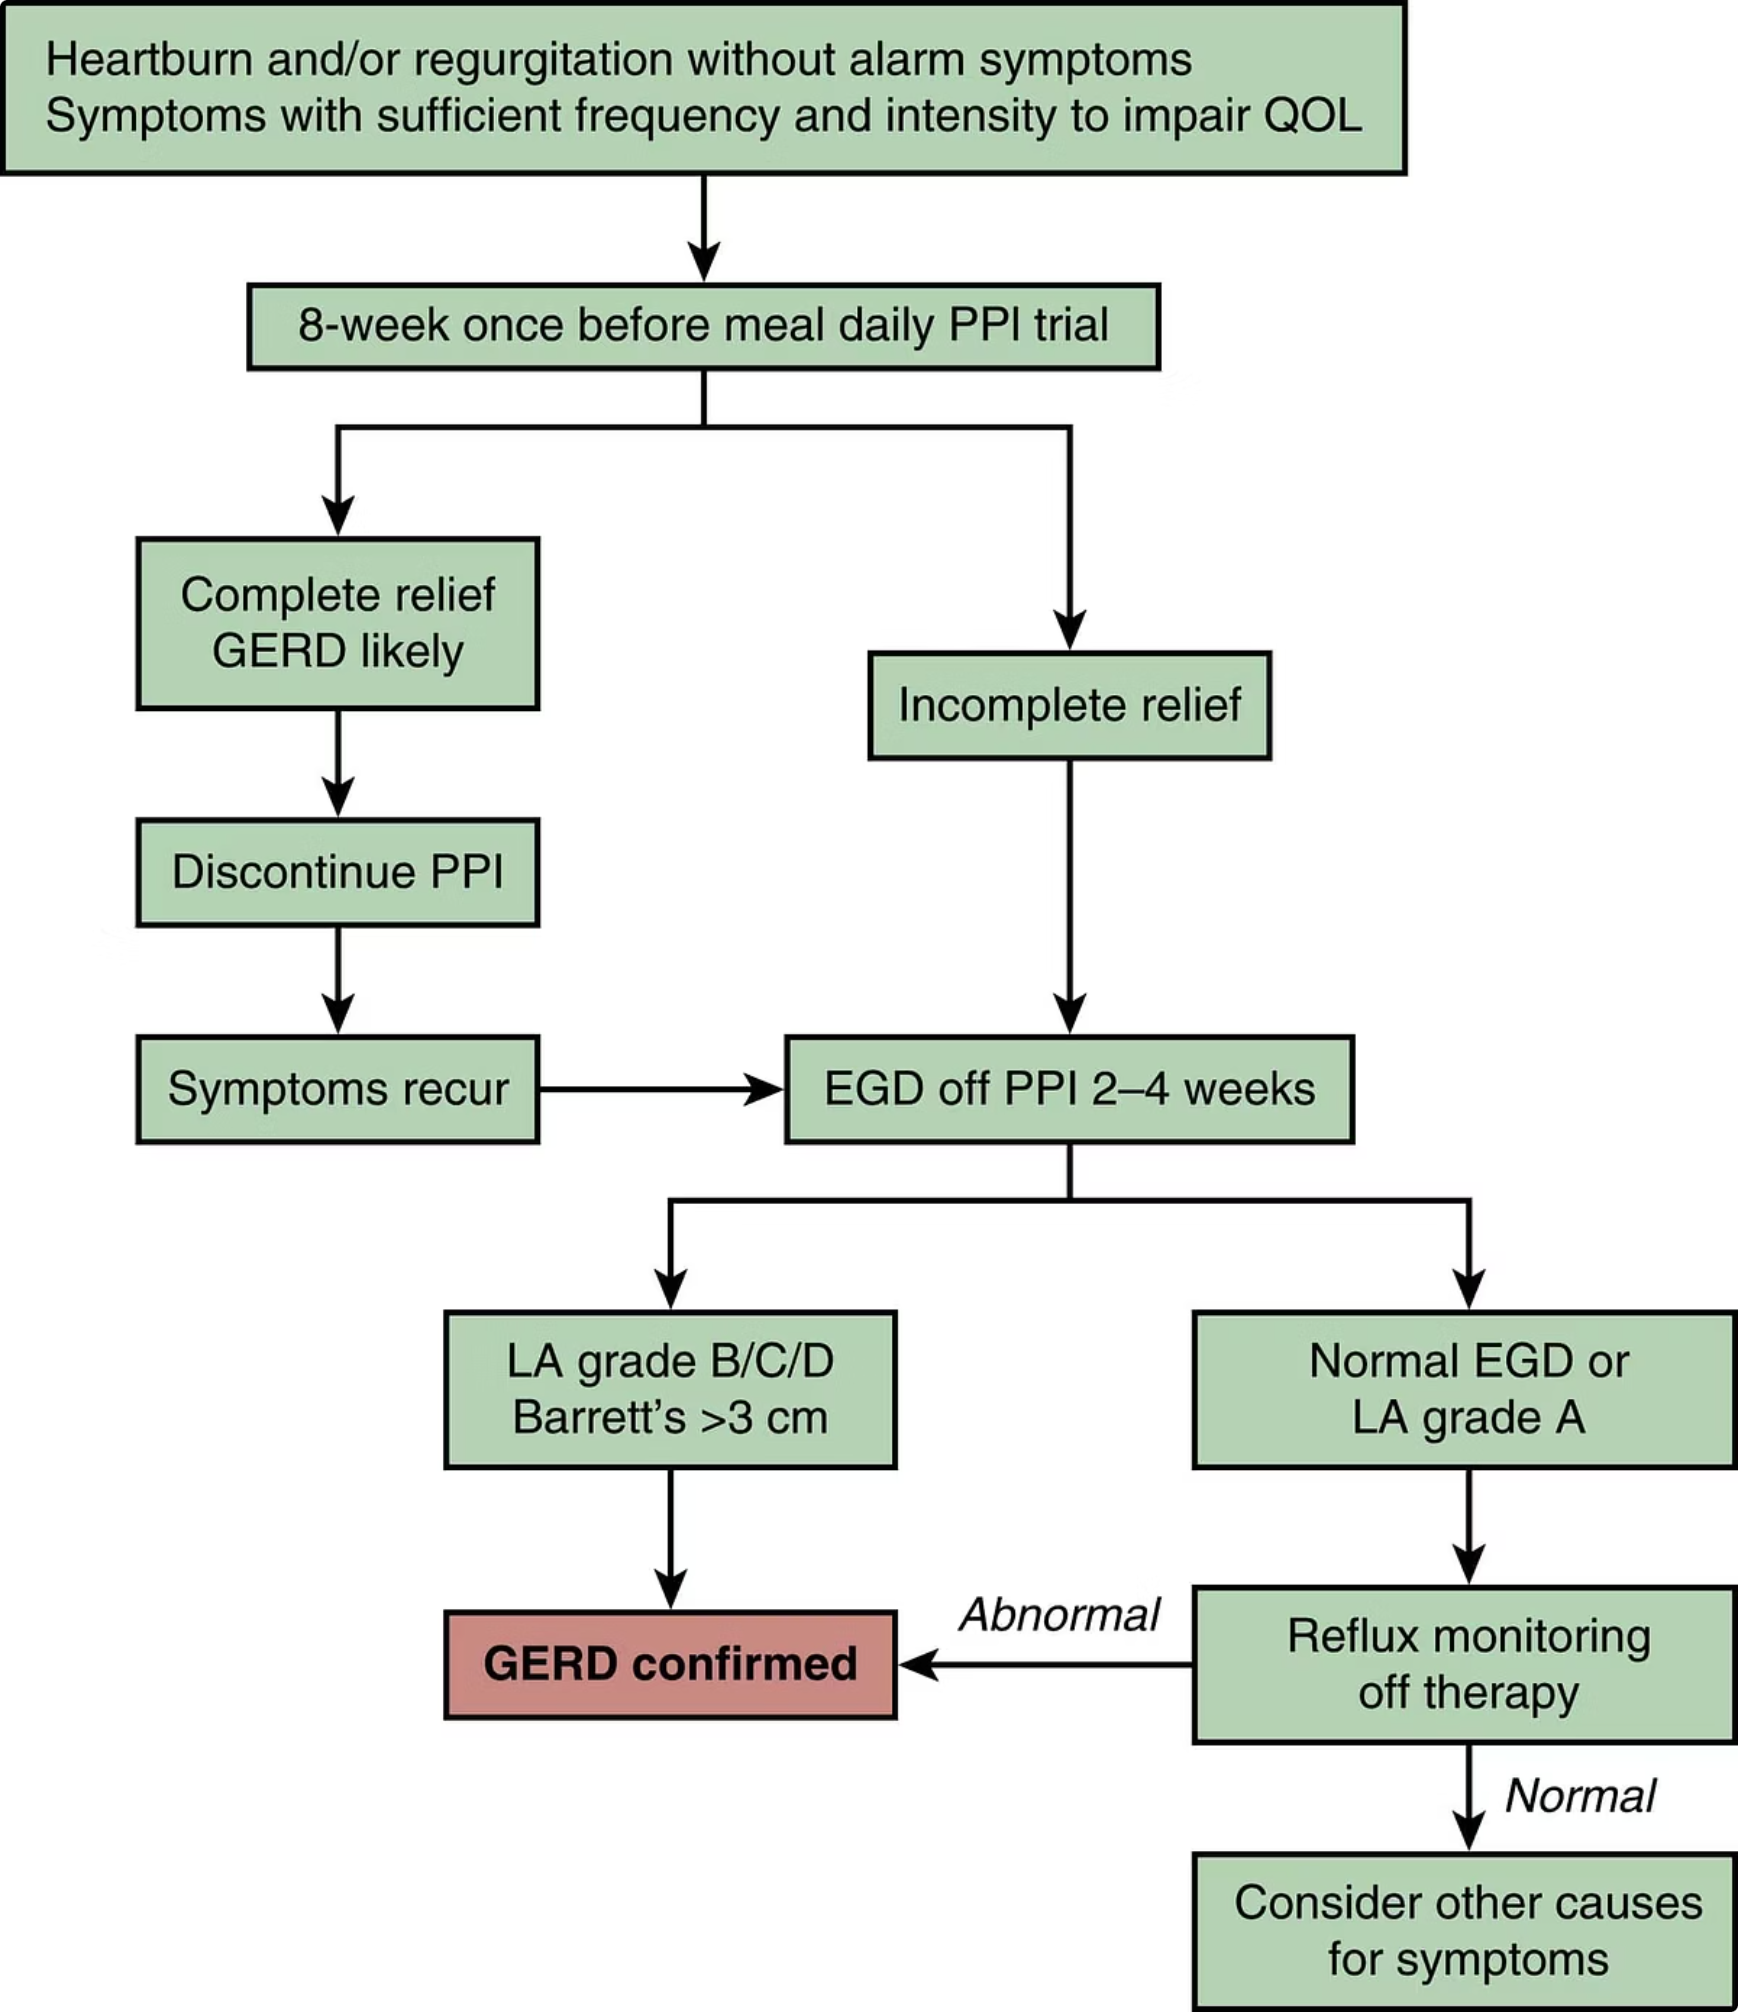 Heartburn and/or regurgitation without alarm symptoms
Symptoms with sufficient frequency and intensity to impair QOL
8-week once before meal daily PPI trial
Complete relief
GERD likely
Incomplete relief
Discontinue PPI
Symptoms recur
EGD off PPI 2–4 weeks
LA grade B/C/D
Barrett’s >3 cm
Normal EGD or
LA grade A
GERD confirmed
Abnormal
Reflux monitoring
off therapy
Normal
Consider other causes
for symptoms